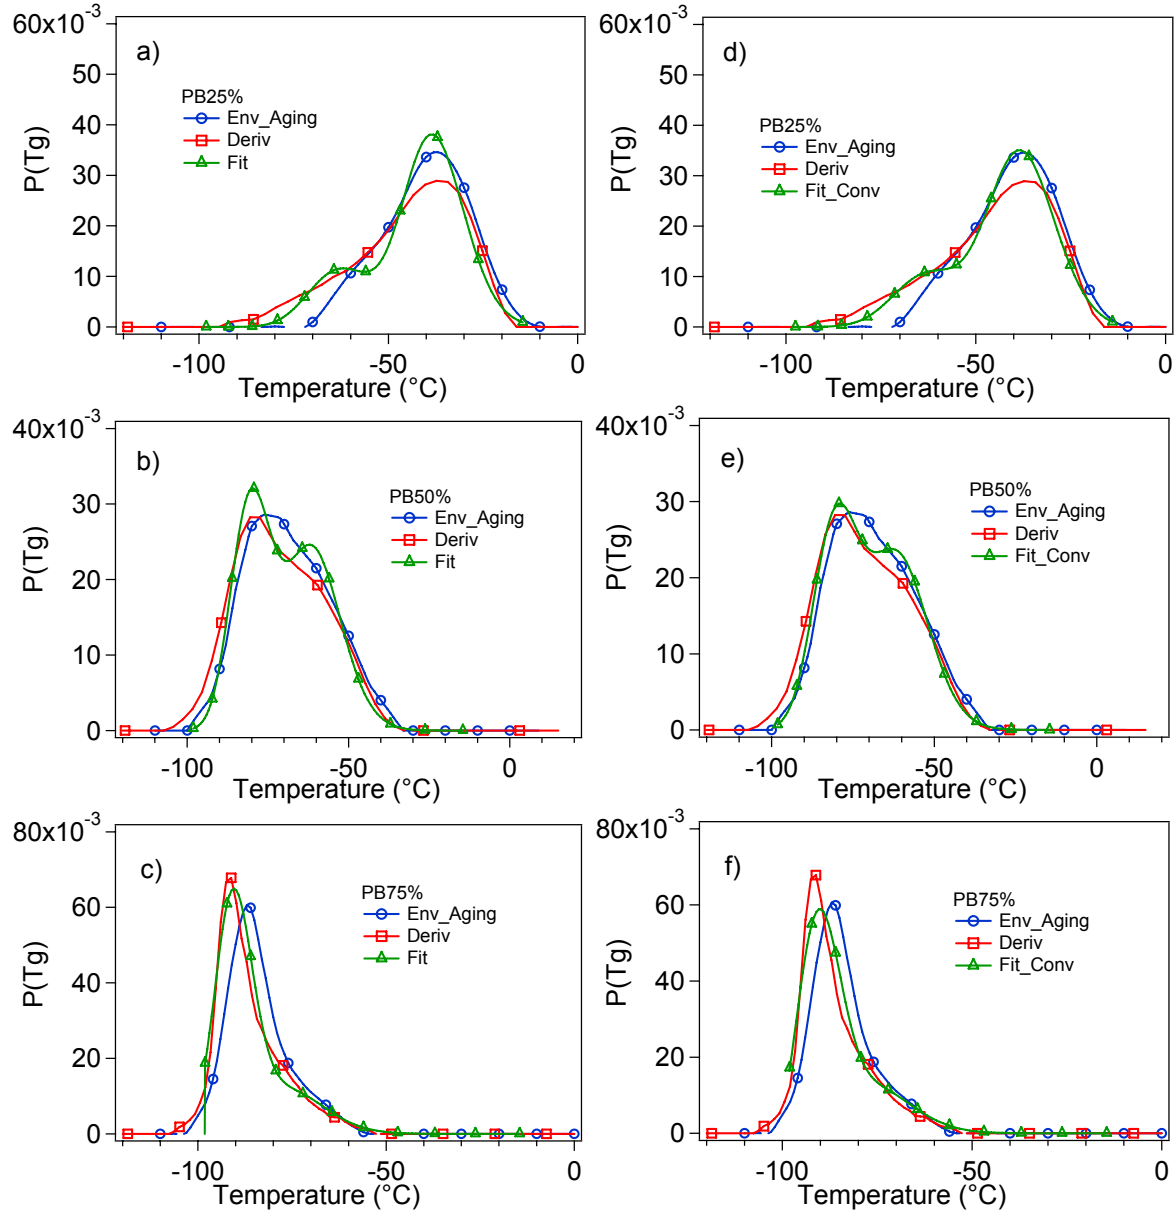 60x10⁻³
50
40
30
20
10
0
P(Tg)
a)
PB25%
Env_Aging
Deriv
Fit
-100
-50
0
Temperature (°C)
60x10⁻³
50
40
30
20
10
0
P(Tg)
d)
PB25%
Env_Aging
Deriv
Fit_Conv
-100
-50
0
Temperature (°C)
40x10⁻³
30
20
10
0
P(Tg)
b)
PB50%
Env_Aging
Deriv
Fit
-100
-50
0
Temperature (°C)
40x10⁻³
30
20
10
0
P(Tg)
e)
PB50%
Env_Aging
Deriv
Fit_Conv
-100
-50
0
Temperature (°C)
80x10⁻³
60
40
20
0
P(Tg)
c)
PB75%
Env_Aging
Deriv
Fit
-100
-50
0
Temperature (°C)
80x10⁻³
60
40
20
0
P(Tg)
f)
PB75%
Env_Aging
Deriv
Fit_Conv
-100
-50
0
Temperature (°C)